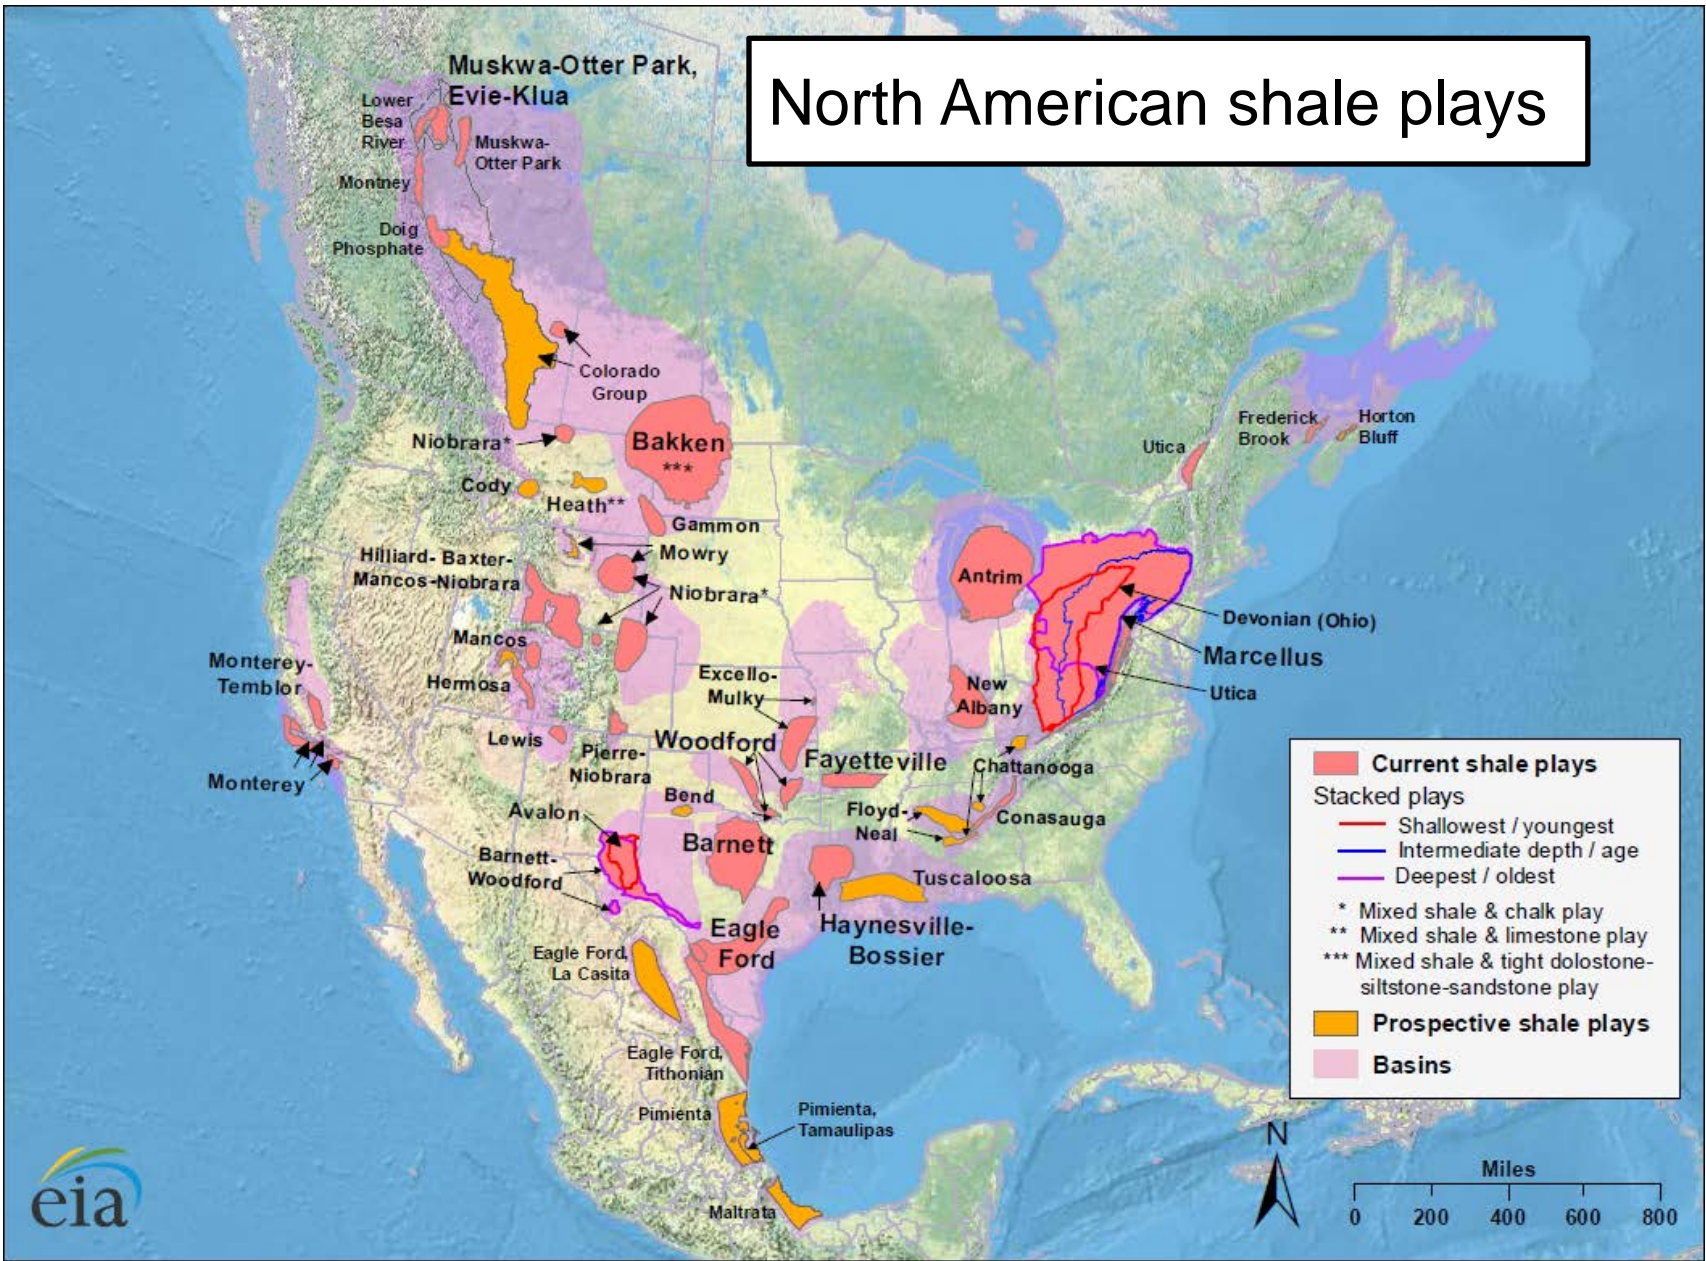 North American shale plays
Muskwa-Otter Park,
Evie-Klua
Lower
Besa
River
Muskwa-
Otter Park
Montney
Doig
Phosphate
Colorado
Group
Niobrara*
Bakken
***
Cody
Heath**
Gammon
Mowry
Hilliard- Baxter-
Mancos-Niobrara
Niobrara*
Mancos
Hermosa
Monterey-
Temblor
Monterey
Lewis
Pierre-
Niobrara
Excello-
Mulky
Woodford
Fayetteville
Bend
Avalon
Barnett
Barnett-
Woodford
Antrim
New
Albany
Utica
Frederick
Brook
Horton
Bluff
Devonian (Ohio)
Marcellus
Utica
Chattanooga
Floyd-
Neal
Conasauga
Tuscaloosa
Haynesville-
Bossier
Eagle
Ford
Eagle Ford,
La Casita
Eagle Ford,
Tithonian
Pimienta
Pimienta,
Tamaulipas
Maltrata
Current shale plays
Stacked plays
Shallowest / youngest
Intermediate depth / age
Deepest / oldest
* Mixed shale & chalk play
** Mixed shale & limestone play
*** Mixed shale & tight dolostone-
siltstone-sandstone play
Prospective shale plays
Basins
N
Miles
0 200 400 600 800
eia